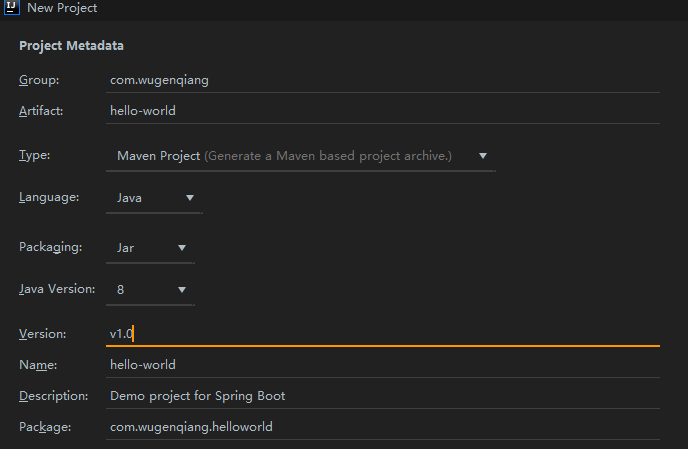 IJ New Project
Project Metadata
Group: com.wugenqiang
Artifact: hello-world
Type: Maven Project (Generate a Maven based project archive.)
Language: Java
Packaging: Jar
Java Version: 8
Version: v1.0
Name: hello-world
Description: Demo project for Spring Boot
Package: com.wugenqiang.helloworld